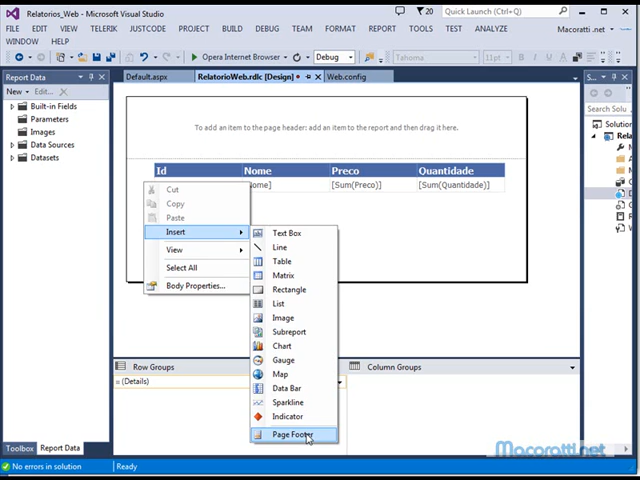 Relatorios_Web - Microsoft Visual Studio
20
Quick Launch (Ctrl+Q)
FILE EDIT VIEW TELERIK PROJECT BUILD DEBUG TEAM FORMAT REPORT TOOLS TEST ANALYZE
WINDOW HELP
Macoratti .net
Opera Internet Browser
Debug
Tahoma
11pt
Report Data
Default.aspx
RelatorioWeb.rdlc [Design]
Web.config
S...
New
Edit...
Search Solu
Built-in Fields
Parameters
Images
Data Sources
Datasets
To add an item to the page header: add an item to the report and then drag it here.
Solution
Rela
Id Nome Preco Quantidade
[Sum(Preco)] [Sum(Quantidade)]
Cut
Copy
Paste
Insert
View
Select All
Body Properties...
Text Box
Line
Table
Matrix
Rectangle
List
Image
Subreport
Chart
Gauge
Map
Data Bar
Sparkline
Indicator
Page Footer
Row Groups
Column Groups
= (Details)
Toolbox
Report Data
Macoratti.net
No errors in solution
Ready